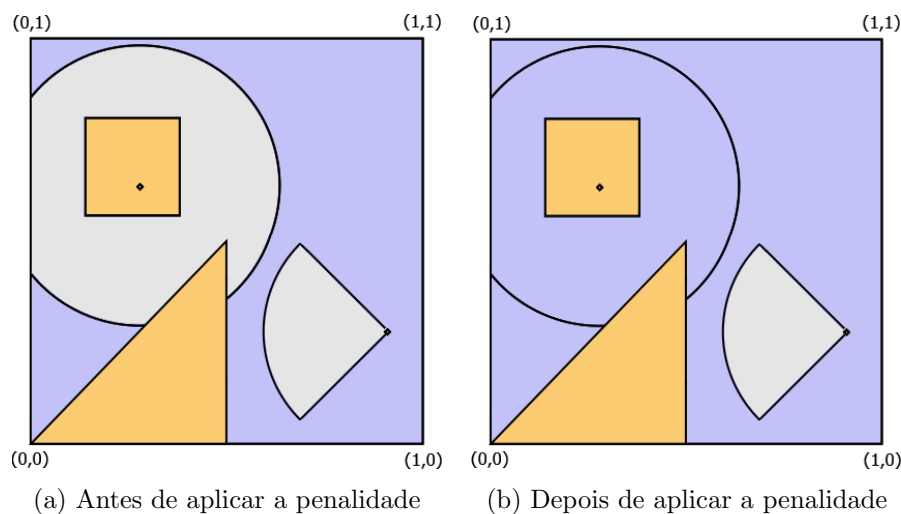 (0,1) (1,1) (0,1) (1,1)
(0,0) (1,0) (0,0) (1,0)
(a) Antes de aplicar a penalidade (b) Depois de aplicar a penalidade